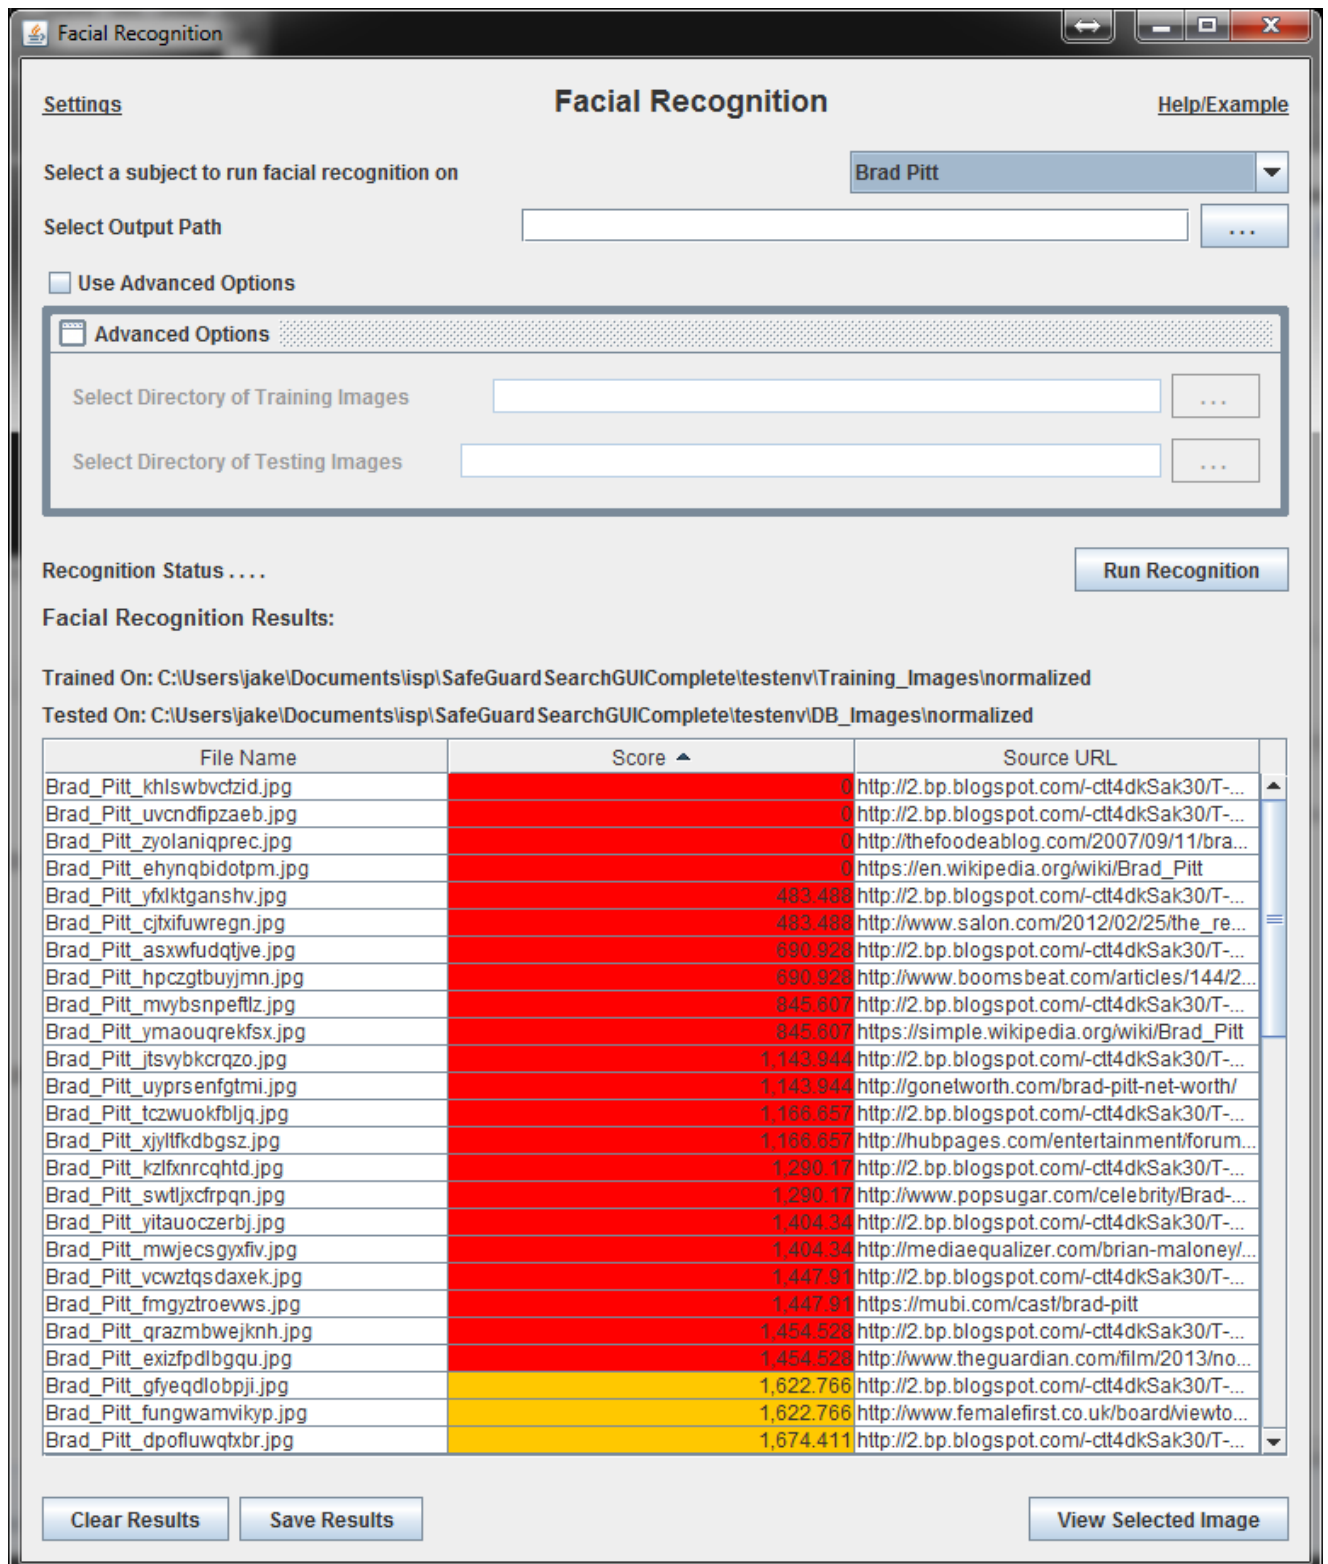 Facial Recognition
Settings
Facial Recognition
Help/Example
Select a subject to run facial recognition on
Brad Pitt
Select Output Path
...
Use Advanced Options
Advanced Options
Select Directory of Training Images
...
Select Directory of Testing Images
...
Recognition Status . . . .
Run Recognition
Facial Recognition Results:
Trained On: C:\Users\jake\Documents\isp\SafeGuardSearchGUIComplete\testenv\Training_Images\normalized
Tested On: C:\Users\jake\Documents\isp\SafeGuardSearchGUIComplete\testenv\DB_Images\normalized
File Name Score Source URL
Brad_Pitt_khlswbvcfzid.jpg 0 http://2.bp.blogspot.com/-ctt4dkSak30/T-...
Brad_Pitt_uvcndfipzaeb.jpg 0 http://2.bp.blogspot.com/-ctt4dkSak30/T-...
Brad_Pitt_zyolaniqprec.jpg 0 http://thefoodeablog.com/2007/09/11/bra...
Brad_Pitt_ehynqbidotpm.jpg 0 https://en.wikipedia.org/wiki/Brad_Pitt
Brad_Pitt_yfxlktganshv.jpg 483.488 http://2.bp.blogspot.com/-ctt4dkSak30/T-...
Brad_Pitt_cjtxifuwregn.jpg 483.488 http://www.salon.com/2012/02/25/the_re...
Brad_Pitt_asxwfudqtjve.jpg 690.928 http://2.bp.blogspot.com/-ctt4dkSak30/T-...
Brad_Pitt_hpczgtbuyjmn.jpg 690.928 http://www.boomsbeat.com/articles/144/2...
Brad_Pitt_mvybsnpeftlz.jpg 845.607 http://2.bp.blogspot.com/-ctt4dkSak30/T-...
Brad_Pitt_ymaouqrekfsx.jpg 845.607 https://simple.wikipedia.org/wiki/Brad_Pitt
Brad_Pitt_jtsvybkcrqzo.jpg 1,143.944 http://2.bp.blogspot.com/-ctt4dkSak30/T-...
Brad_Pitt_uyprsenfgtmi.jpg 1,143.944 http://gonetworth.com/brad-pitt-net-worth/
Brad_Pitt_tczwuokfbljq.jpg 1,166.657 http://2.bp.blogspot.com/-ctt4dkSak30/T-...
Brad_Pitt_xjyltfkdbgsz.jpg 1,166.657 http://hubpages.com/entertainment/forum...
Brad_Pitt_kzlfxnrcqhtd.jpg 1,290.17 http://2.bp.blogspot.com/-ctt4dkSak30/T-...
Brad_Pitt_swtljxcfrpqn.jpg 1,290.17 http://www.popsugar.com/celebrity/Brad-...
Brad_Pitt_yitauoczerbj.jpg 1,404.34 http://2.bp.blogspot.com/-ctt4dkSak30/T-...
Brad_Pitt_mwjecsgyxfiv.jpg 1,404.34 http://mediaequalizer.com/brian-maloney/...
Brad_Pitt_vcwztqsdaxek.jpg 1,447.91 http://2.bp.blogspot.com/-ctt4dkSak30/T-...
Brad_Pitt_fmgyztroevws.jpg 1,447.91 https://mubi.com/cast/brad-pitt
Brad_Pitt_qrazmbwejknh.jpg 1,454.528 http://2.bp.blogspot.com/-ctt4dkSak30/T-...
Brad_Pitt_exizfpdlbgqu.jpg 1,454.528 http://www.theguardian.com/film/2013/no...
Brad_Pitt_gfyeqdlobpji.jpg 1,622.766 http://2.bp.blogspot.com/-ctt4dkSak30/T-...
Brad_Pitt_fungwamvikyp.jpg 1,622.766 http://www.femalefirst.co.uk/board/viewto...
Brad_Pitt_dpofluwqtxbr.jpg 1,674.411 http://2.bp.blogspot.com/-ctt4dkSak30/T-...
Clear Results
Save Results
View Selected Image